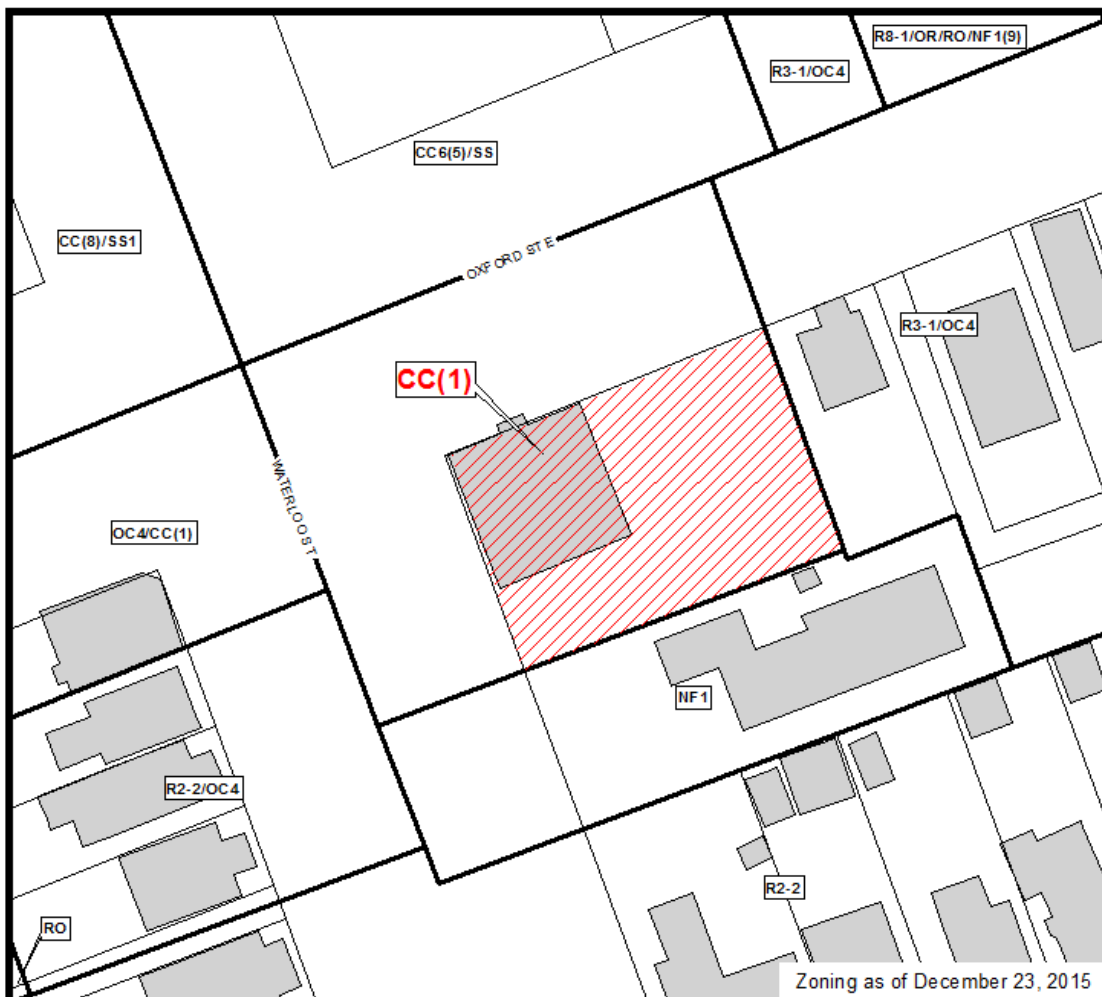 R8-1/OR/RO/NF1(9)
R3-1/OC4
CC6(5)/SS
CC(8)/SS1
OXFORD ST E
R3-1/OC4
CC(1)
WATERLOO ST
OC4/CC(1)
NF1
R2-2/OC4
R2-2
RO
Zoning as of December 23, 2015